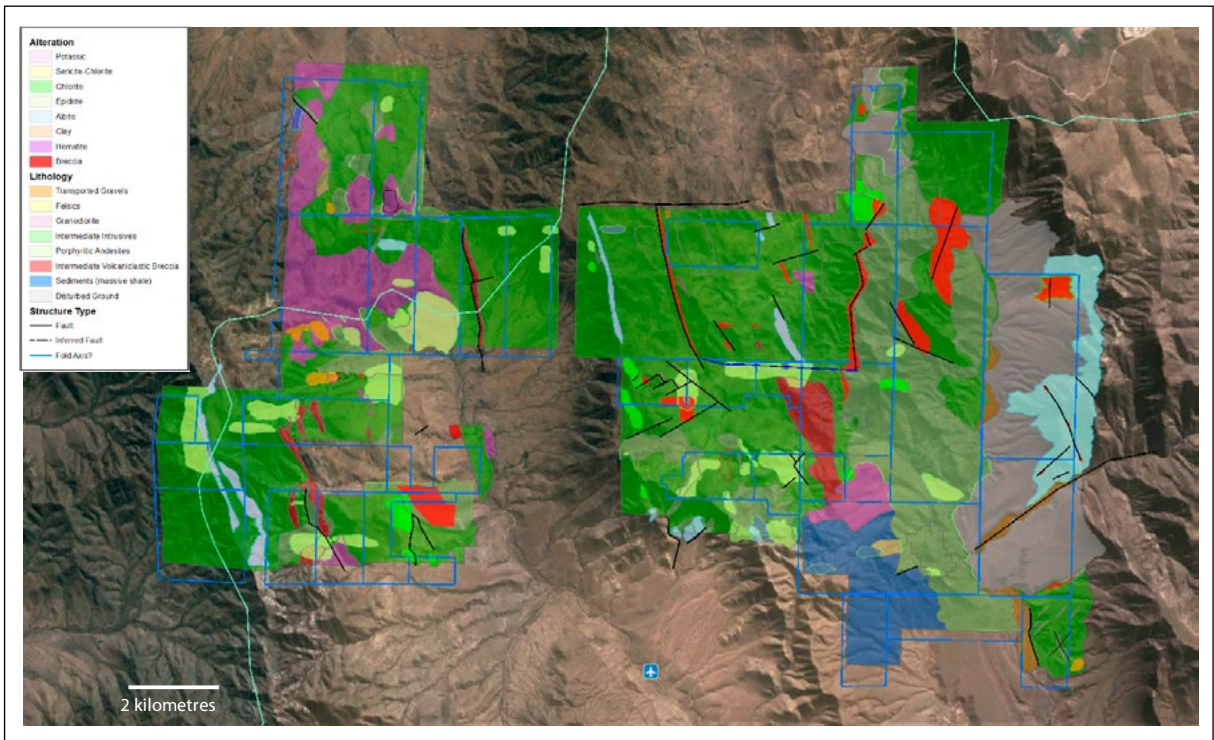 Alteration
Potassic
Sericite-Chlorite
Chlorite
Epidote
Albite
Clay
Hematite
Breccia
Lithology
Transported Gravels
Felsics
Granodiorite
Intermediate Intrusives
Porphyritic Andesites
Intermediate Volcaniclastic Breccia
Sediments (massive shale)
Disturbed Ground
Structure Type
Fault
Inferred Fault
Fold Axis?
2 kilometres